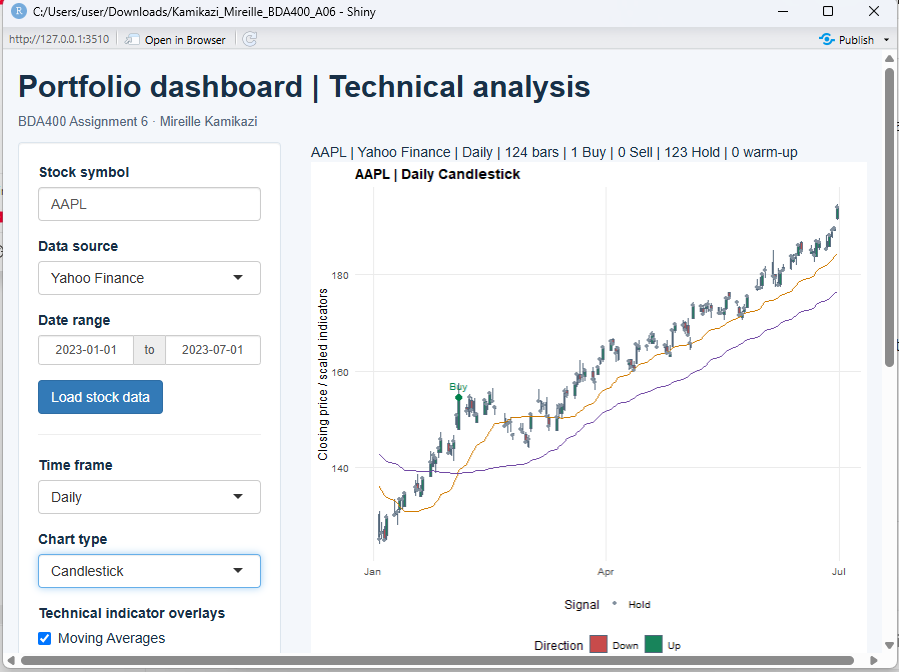 R C:/Users/user/Downloads/Kamikazi_Mireille_BDA400_A06 - Shiny
http://127.0.0.1:3510 Open in Browser Publish
Portfolio dashboard | Technical analysis
BDA400 Assignment 6 · Mireille Kamikazi
Stock symbol
AAPL
Data source
Yahoo Finance
Date range
2023-01-01 to 2023-07-01
Load stock data
Time frame
Daily
Chart type
Candlestick
Technical indicator overlays
Moving Averages
AAPL | Yahoo Finance | Daily | 124 bars | 1 Buy | 0 Sell | 123 Hold | 0 warm-up
AAPL | Daily Candlestick
Closing price / scaled indicators
180
160
140
Buy
Jan Apr Jul
Signal Hold
Direction Down Up